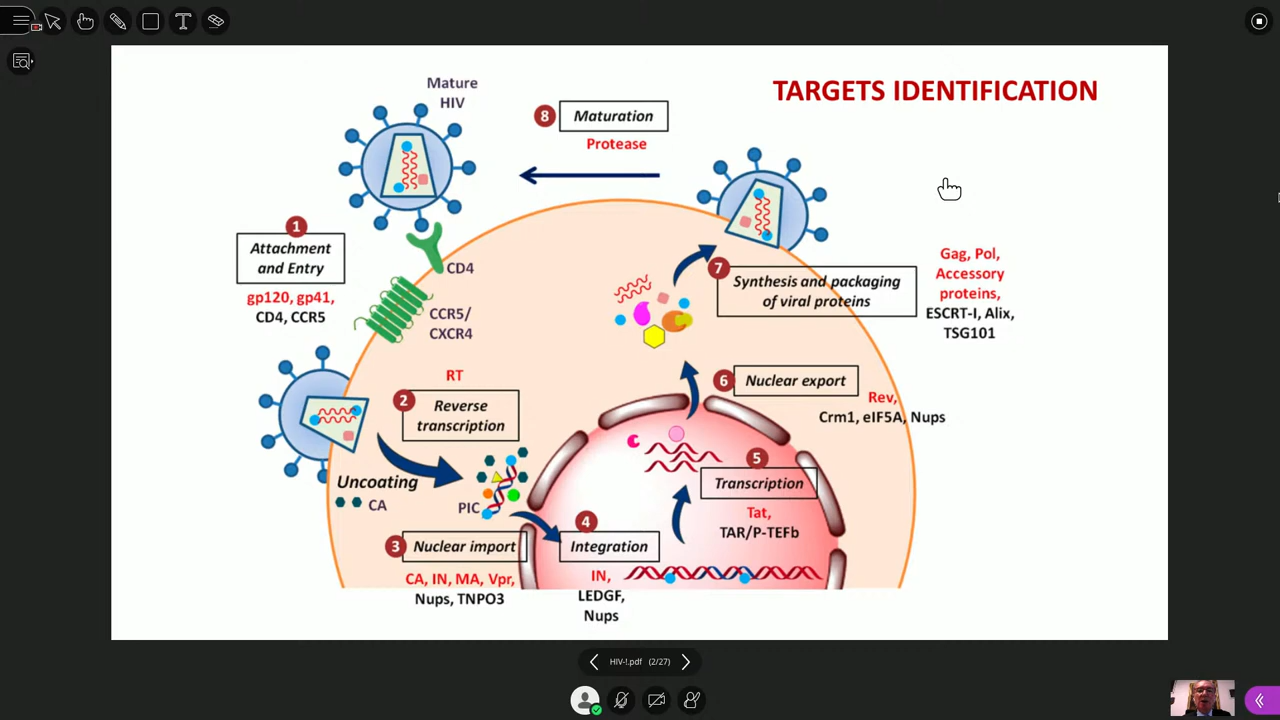 TARGETS IDENTIFICATION
Mature
HIV
8
Maturation
Protease
1
Attachment
and Entry
gp120, gp41,
CD4, CCR5
CD4
CCR5/
CXCR4
7
Synthesis and packaging
of viral proteins
Gag, Pol,
Accessory
proteins,
ESCRT-I, Alix,
TSG101
RT
2
Reverse
transcription
6
Nuclear export
Rev,
Crm1, eIF5A, Nups
Uncoating
CA
PIC
5
Transcription
Tat,
TAR/P-TEFb
3
Nuclear import
CA, IN, MA, Vpr,
Nups, TNPO3
4
Integration
IN,
LEDGF,
Nups
HIV-!.pdf (2/27)